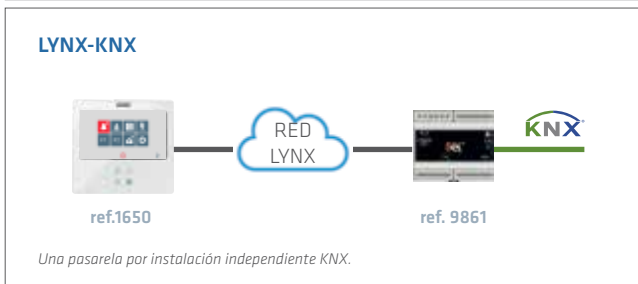 LYNX-KNX
RED
LYNX
KNX
ref.1650
ref. 9861
Una pasarela por instalación independiente KNX.